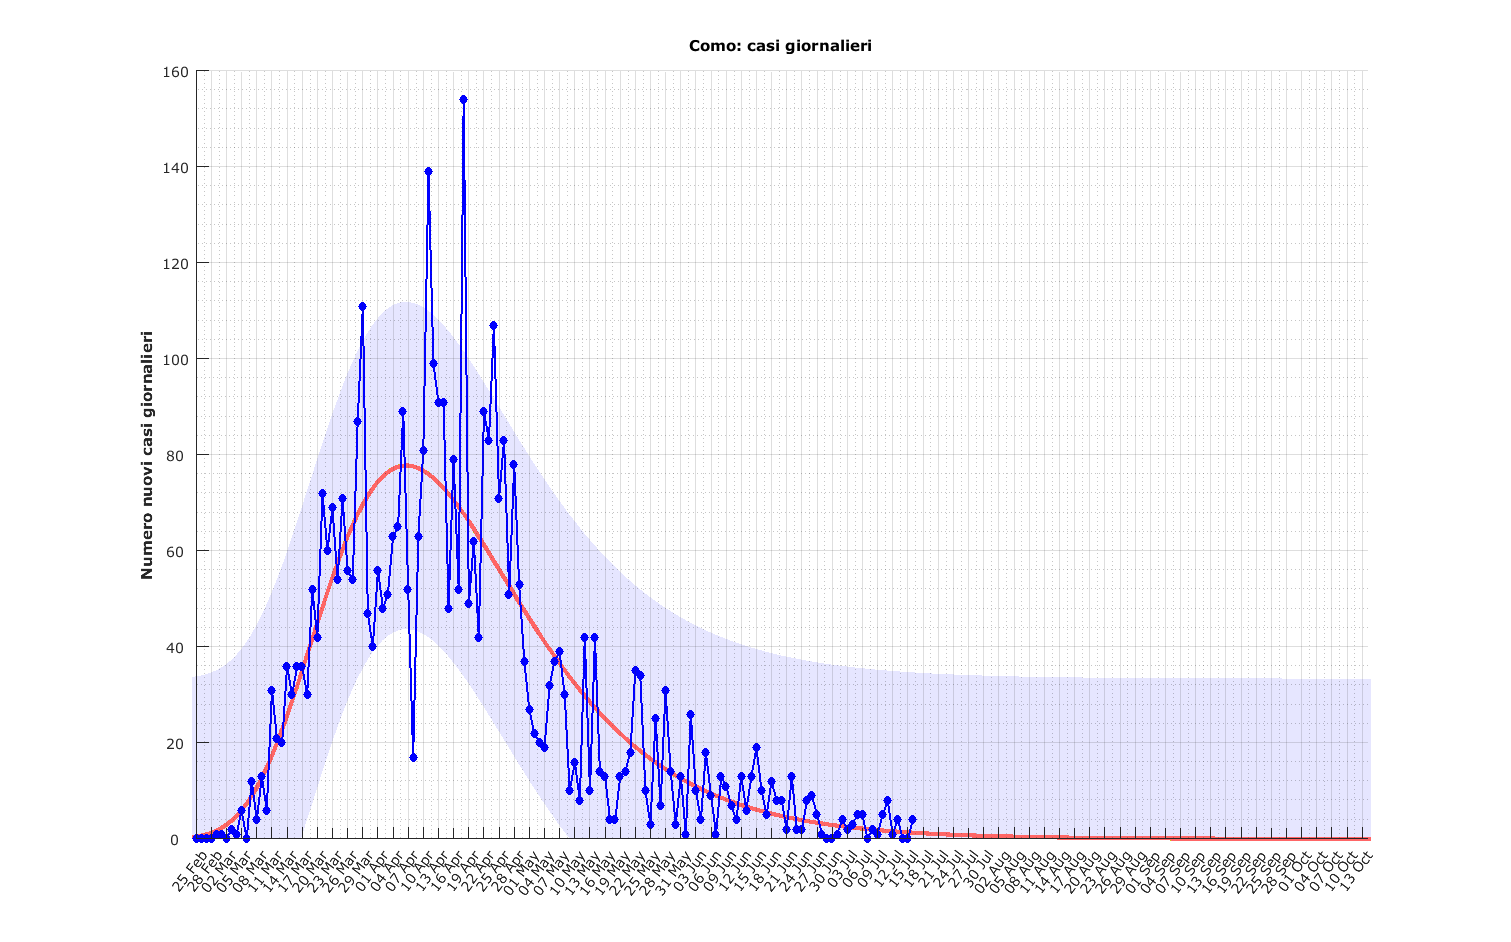 Como: casi giornalieri
Numero nuovi casi giornalieri
160
140
120
100
80
60
40
20
0
25 Feb
28 Feb
02 Mar
05 Mar
08 Mar
11 Mar
14 Mar
17 Mar
20 Mar
23 Mar
26 Mar
29 Mar
01 Apr
04 Apr
07 Apr
10 Apr
13 Apr
16 Apr
19 Apr
22 Apr
25 Apr
28 Apr
01 May
04 May
07 May
10 May
13 May
16 May
19 May
22 May
25 May
28 May
31 May
03 Jun
06 Jun
09 Jun
12 Jun
15 Jun
18 Jun
21 Jun
24 Jun
27 Jun
30 Jun
03 Jul
06 Jul
09 Jul
12 Jul
15 Jul
18 Jul
21 Jul
24 Jul
27 Jul
30 Jul
02 Aug
05 Aug
08 Aug
11 Aug
14 Aug
17 Aug
20 Aug
23 Aug
26 Aug
29 Aug
01 Sep
04 Sep
07 Sep
10 Sep
13 Sep
16 Sep
19 Sep
22 Sep
25 Sep
28 Sep
01 Oct
04 Oct
07 Oct
10 Oct
13 Oct